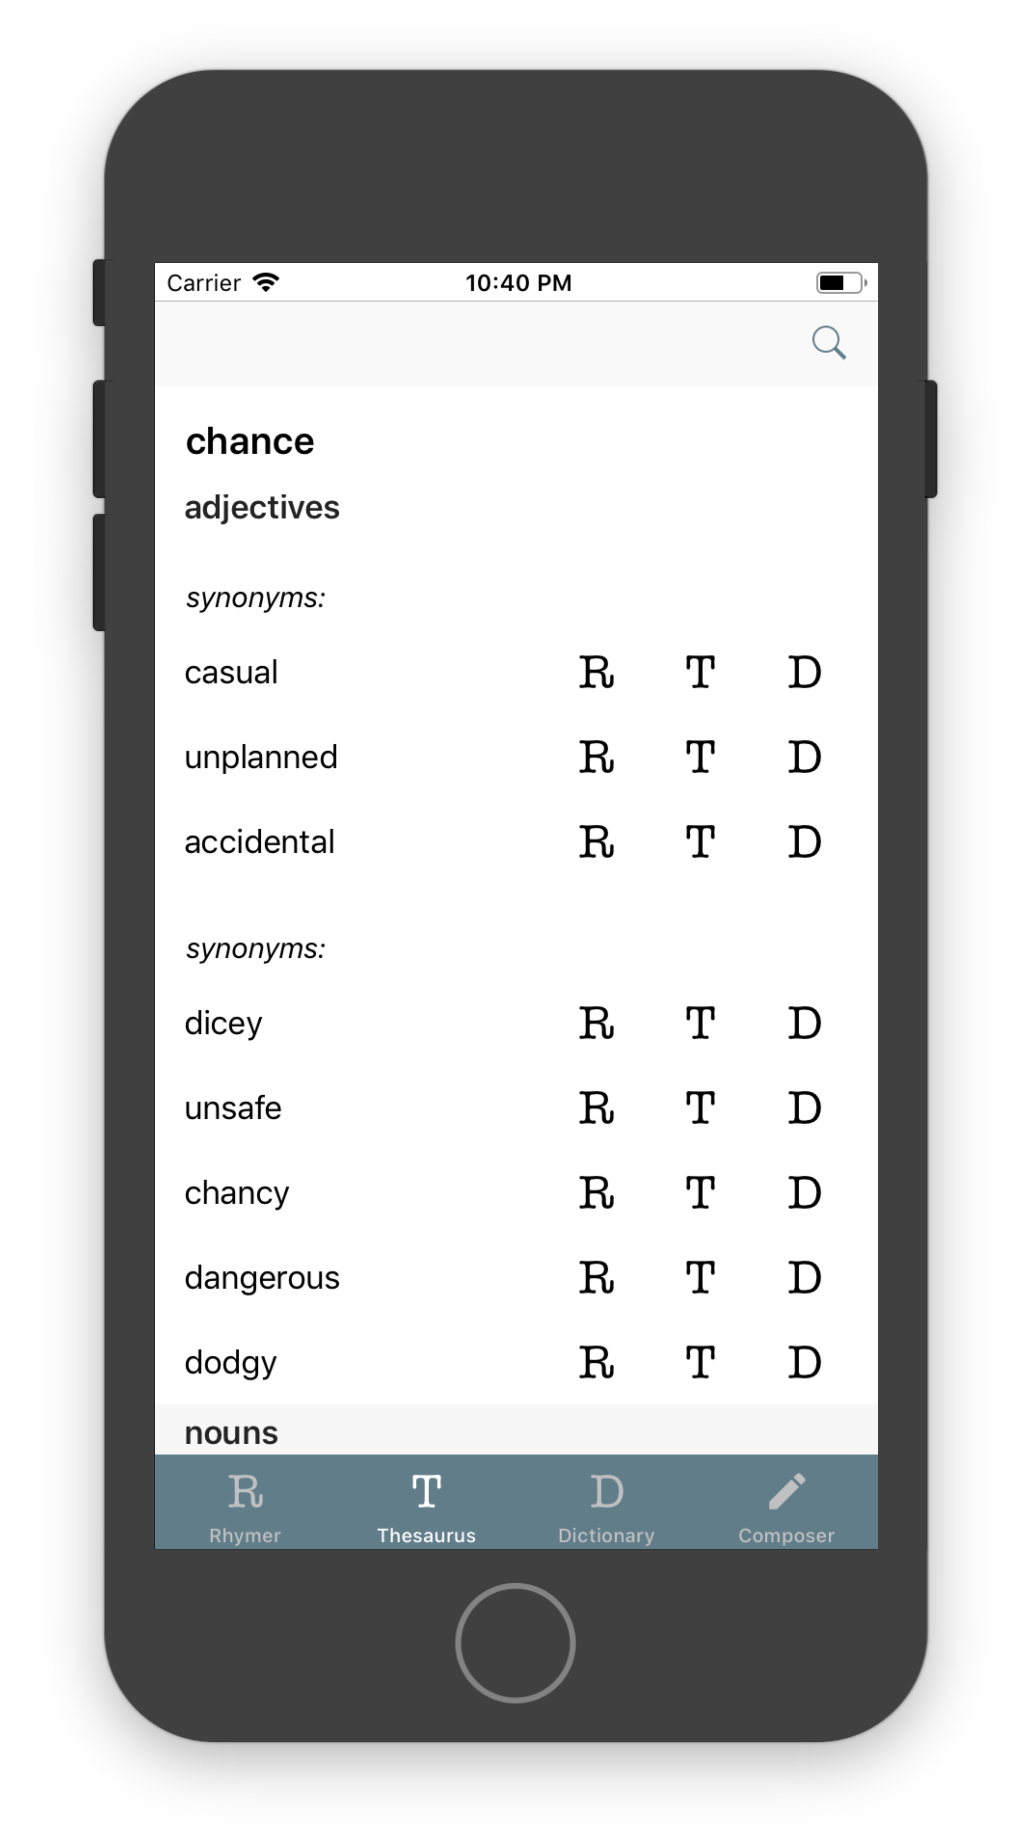 Carrier 10:40 PM
chance
adjectives
synonyms:
casual R T D
unplanned R T D
accidental R T D
synonyms:
dicey R T D
unsafe R T D
chancy R T D
dangerous R T D
dodgy R T D
nouns
R T D
Rhymer Thesaurus Dictionary Composer